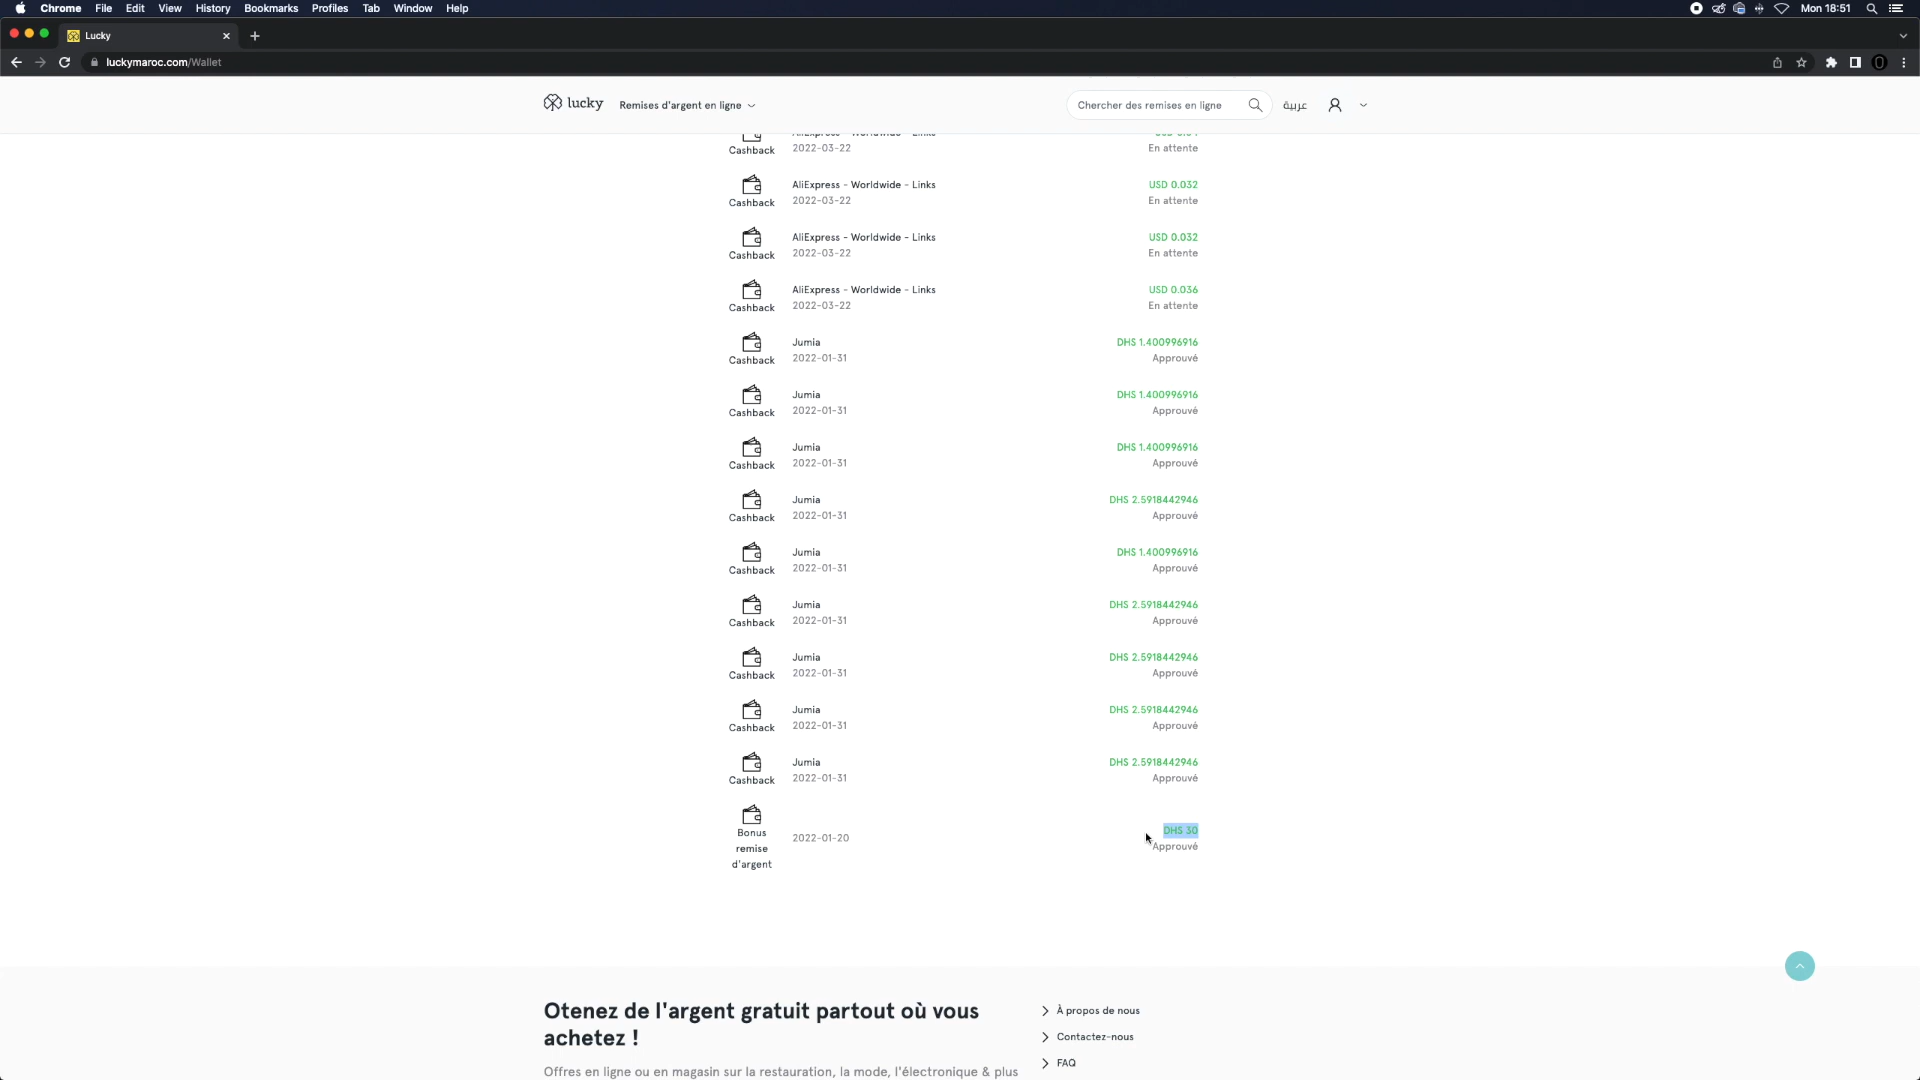 Chrome File Edit View History Bookmarks Profiles Tab Window Help Mon 18:51
Lucky
luckymaroc.com/Wallet
lucky Remises d'argent en ligne Chercher des remises en ligne عربية
Cashback 2022-03-22 En attente
AliExpress - Worldwide - Links USD 0.032
Cashback 2022-03-22 En attente
AliExpress - Worldwide - Links USD 0.032
Cashback 2022-03-22 En attente
AliExpress - Worldwide - Links USD 0.036
Cashback 2022-03-22 En attente
Jumia DHS 1.400996916
Cashback 2022-01-31 Approuvé
Jumia DHS 1.400996916
Cashback 2022-01-31 Approuvé
Jumia DHS 1.400996916
Cashback 2022-01-31 Approuvé
Jumia DHS 2.5918442946
Cashback 2022-01-31 Approuvé
Jumia DHS 1.400996916
Cashback 2022-01-31 Approuvé
Jumia DHS 2.5918442946
Cashback 2022-01-31 Approuvé
Jumia DHS 2.5918442946
Cashback 2022-01-31 Approuvé
Jumia DHS 2.5918442946
Cashback 2022-01-31 Approuvé
Jumia DHS 2.5918442946
Cashback 2022-01-31 Approuvé
Bonus DHS 30
remise 2022-01-20 Approuvé
d'argent
Otenez de l'argent gratuit partout où vous
achetez !
Offres en ligne ou en magasin sur la restauration, la mode, l'électronique & plus
À propos de nous
Contactez-nous
FAQ